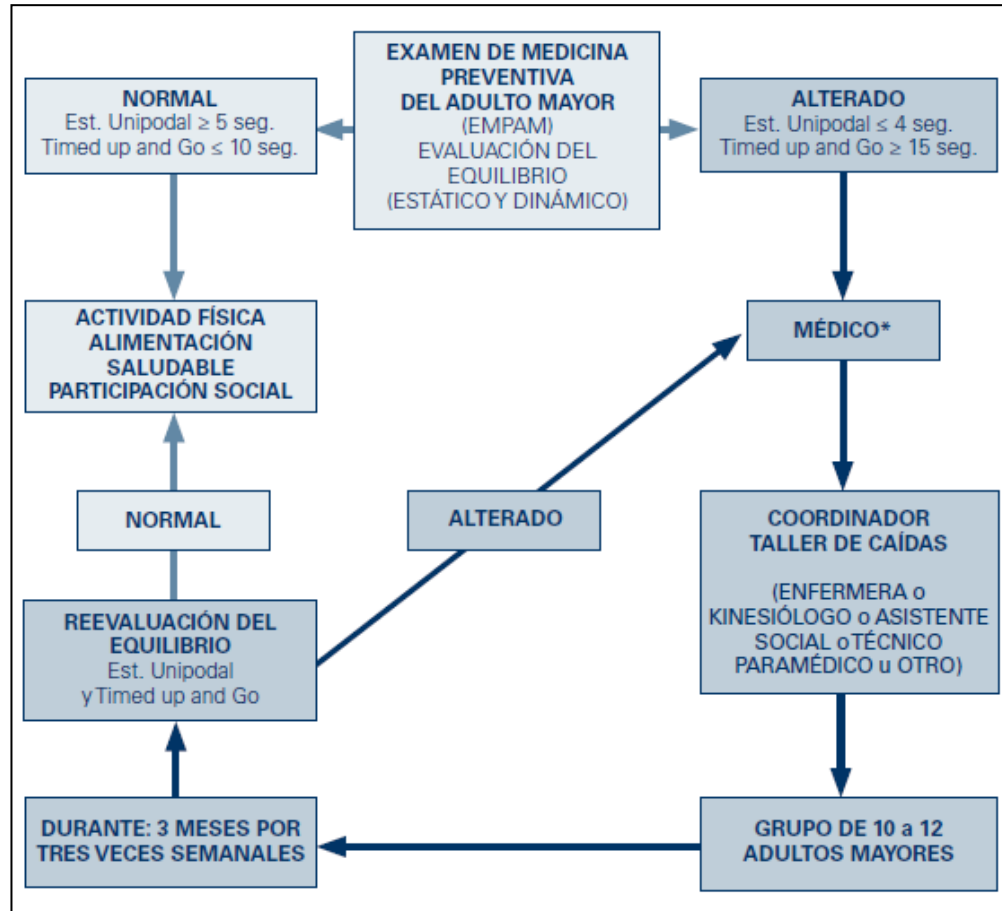 EXAMEN DE MEDICINA
PREVENTIVA
DEL ADULTO MAYOR
(EMPAM)
EVALUACIÓN DEL
EQUILIBRIO
(ESTÁTICO Y DINÁMICO)
NORMAL
Est. Unipodal ≥ 5 seg.
Timed up and Go ≤ 10 seg.
ALTERADO
Est. Unipodal ≤ 4 seg.
Timed up and Go ≥ 15 seg.
ACTIVIDAD FÍSICA
ALIMENTACIÓN
SALUDABLE
PARTICIPACIÓN SOCIAL
MÉDICO*
NORMAL
ALTERADO
COORDINADOR
TALLER DE CAÍDAS
(ENFERMERA o
KINESIÓLOGO o ASISTENTE
SOCIAL o TÉCNICO
PARAMÉDICO u OTRO)
REEVALUACIÓN DEL
EQUILIBRIO
Est. Unipodal
y Timed up and Go
DURANTE: 3 MESES POR
TRES VECES SEMANALES
GRUPO DE 10 a 12
ADULTOS MAYORES